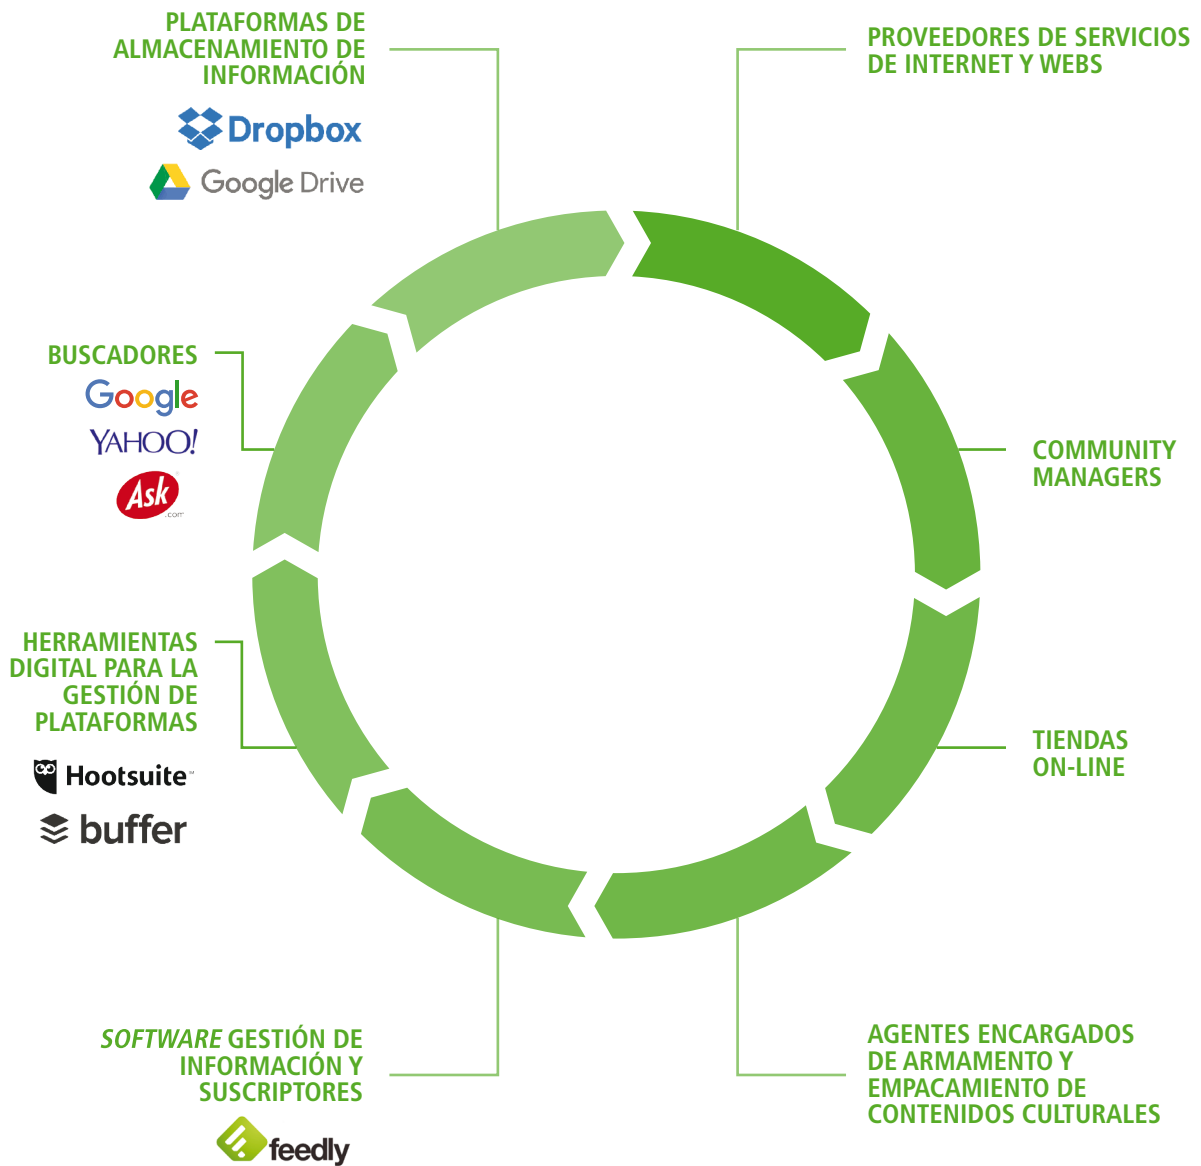 PLATAFORMAS DE
ALMACENAMIENTO DE
INFORMACIÓN
Dropbox
Google Drive
PROVEEDORES DE SERVICIOS
DE INTERNET Y WEBS
BUSCADORES
Google
YAHOO!
Ask
.com
COMMUNITY
MANAGERS
HERRAMIENTAS
DIGITAL PARA LA
GESTIÓN DE
PLATAFORMAS
Hootsuite™
buffer
TIENDAS
ON-LINE
SOFTWARE GESTIÓN DE
INFORMACIÓN Y
SUSCRIPTORES
feedly
AGENTES ENCARGADOS
DE ARMAMENTO Y
EMPACAMIENTO DE
CONTENIDOS CULTURALES